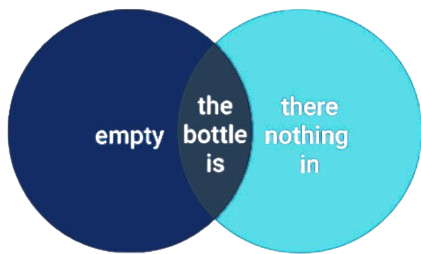 empty
the
bottle
is
there
nothing
in